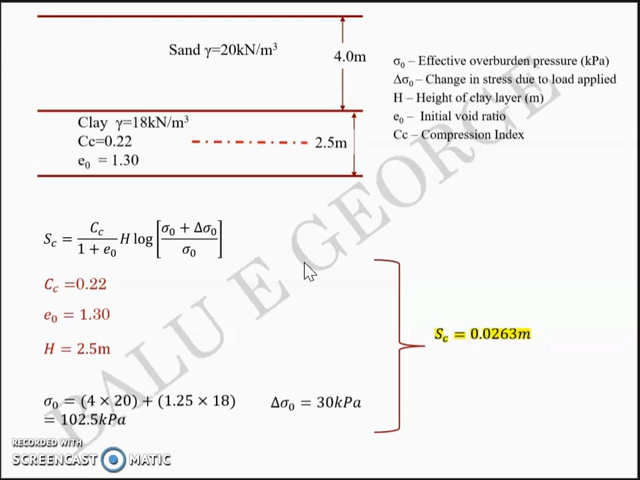 Sand γ=20kN/m³
4.0m
σ₀ – Effective overburden pressure (kPa)
Δσ₀ – Change in stress due to load applied
H – Height of clay layer (m)
e₀ – Initial void ratio
Cc – Compression Index
Clay γ=18kN/m³
Cc=0.22
e₀ = 1.30
2.5m
S_c = C_c / (1 + e₀) H log [(σ₀ + Δσ₀) / σ₀]
C_c =0.22
e₀ = 1.30
H = 2.5m
S_c = 0.0263m
σ₀ = (4 × 20) + (1.25 × 18)
= 102.5kPa
Δσ₀ = 30kPa
BALU E GEORGE
RECORDED WITH
SCREENCAST MATIC